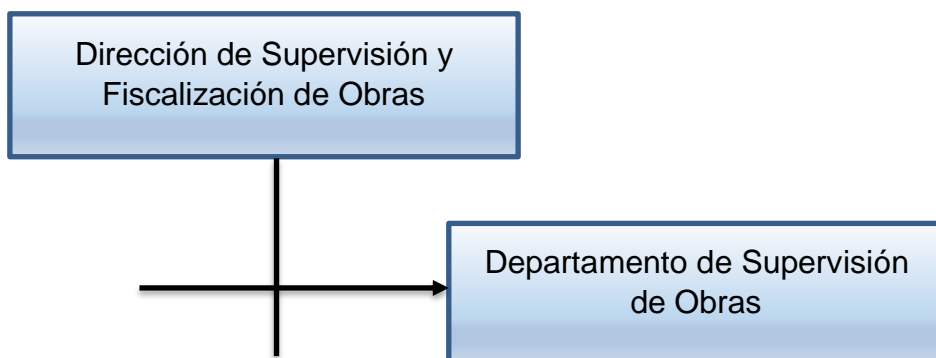 Dirección de Supervisión y
Fiscalización de Obras
Departamento de Supervisión
de Obras